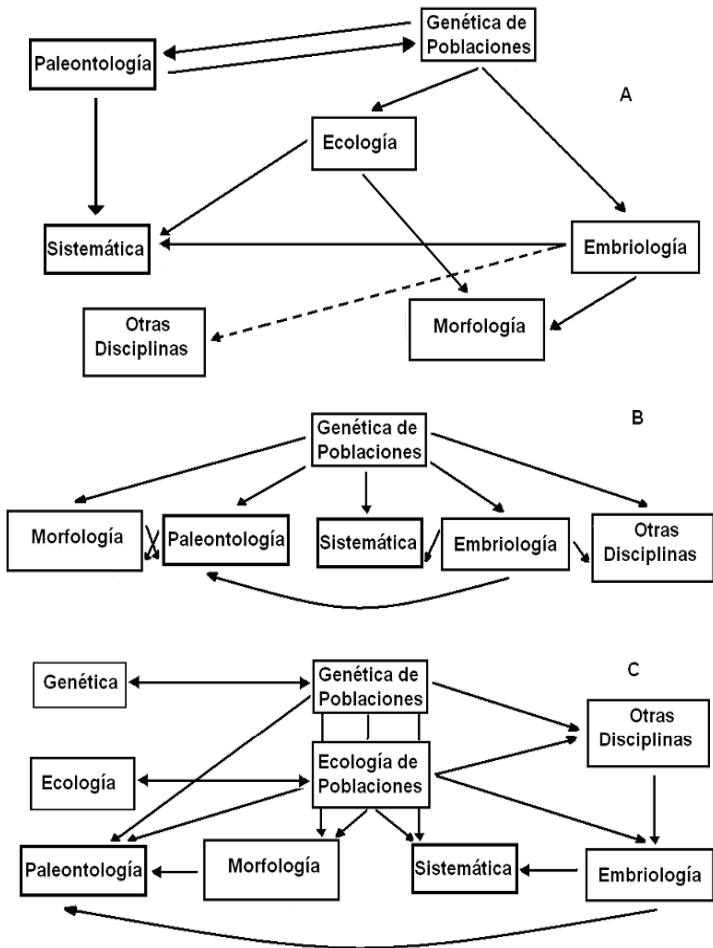 Genética de
Poblaciones
Paleontología
A
Ecología
Sistemática
Embriología
Otras
Disciplinas
Morfología
B
Genética de
Poblaciones
Morfología
Paleontología
Sistemática
Embriología
Otras
Disciplinas
C
Genética
Genética de
Poblaciones
Otras
Disciplinas
Ecología
Ecología de
Poblaciones
Paleontología
Morfología
Sistemática
Embriología